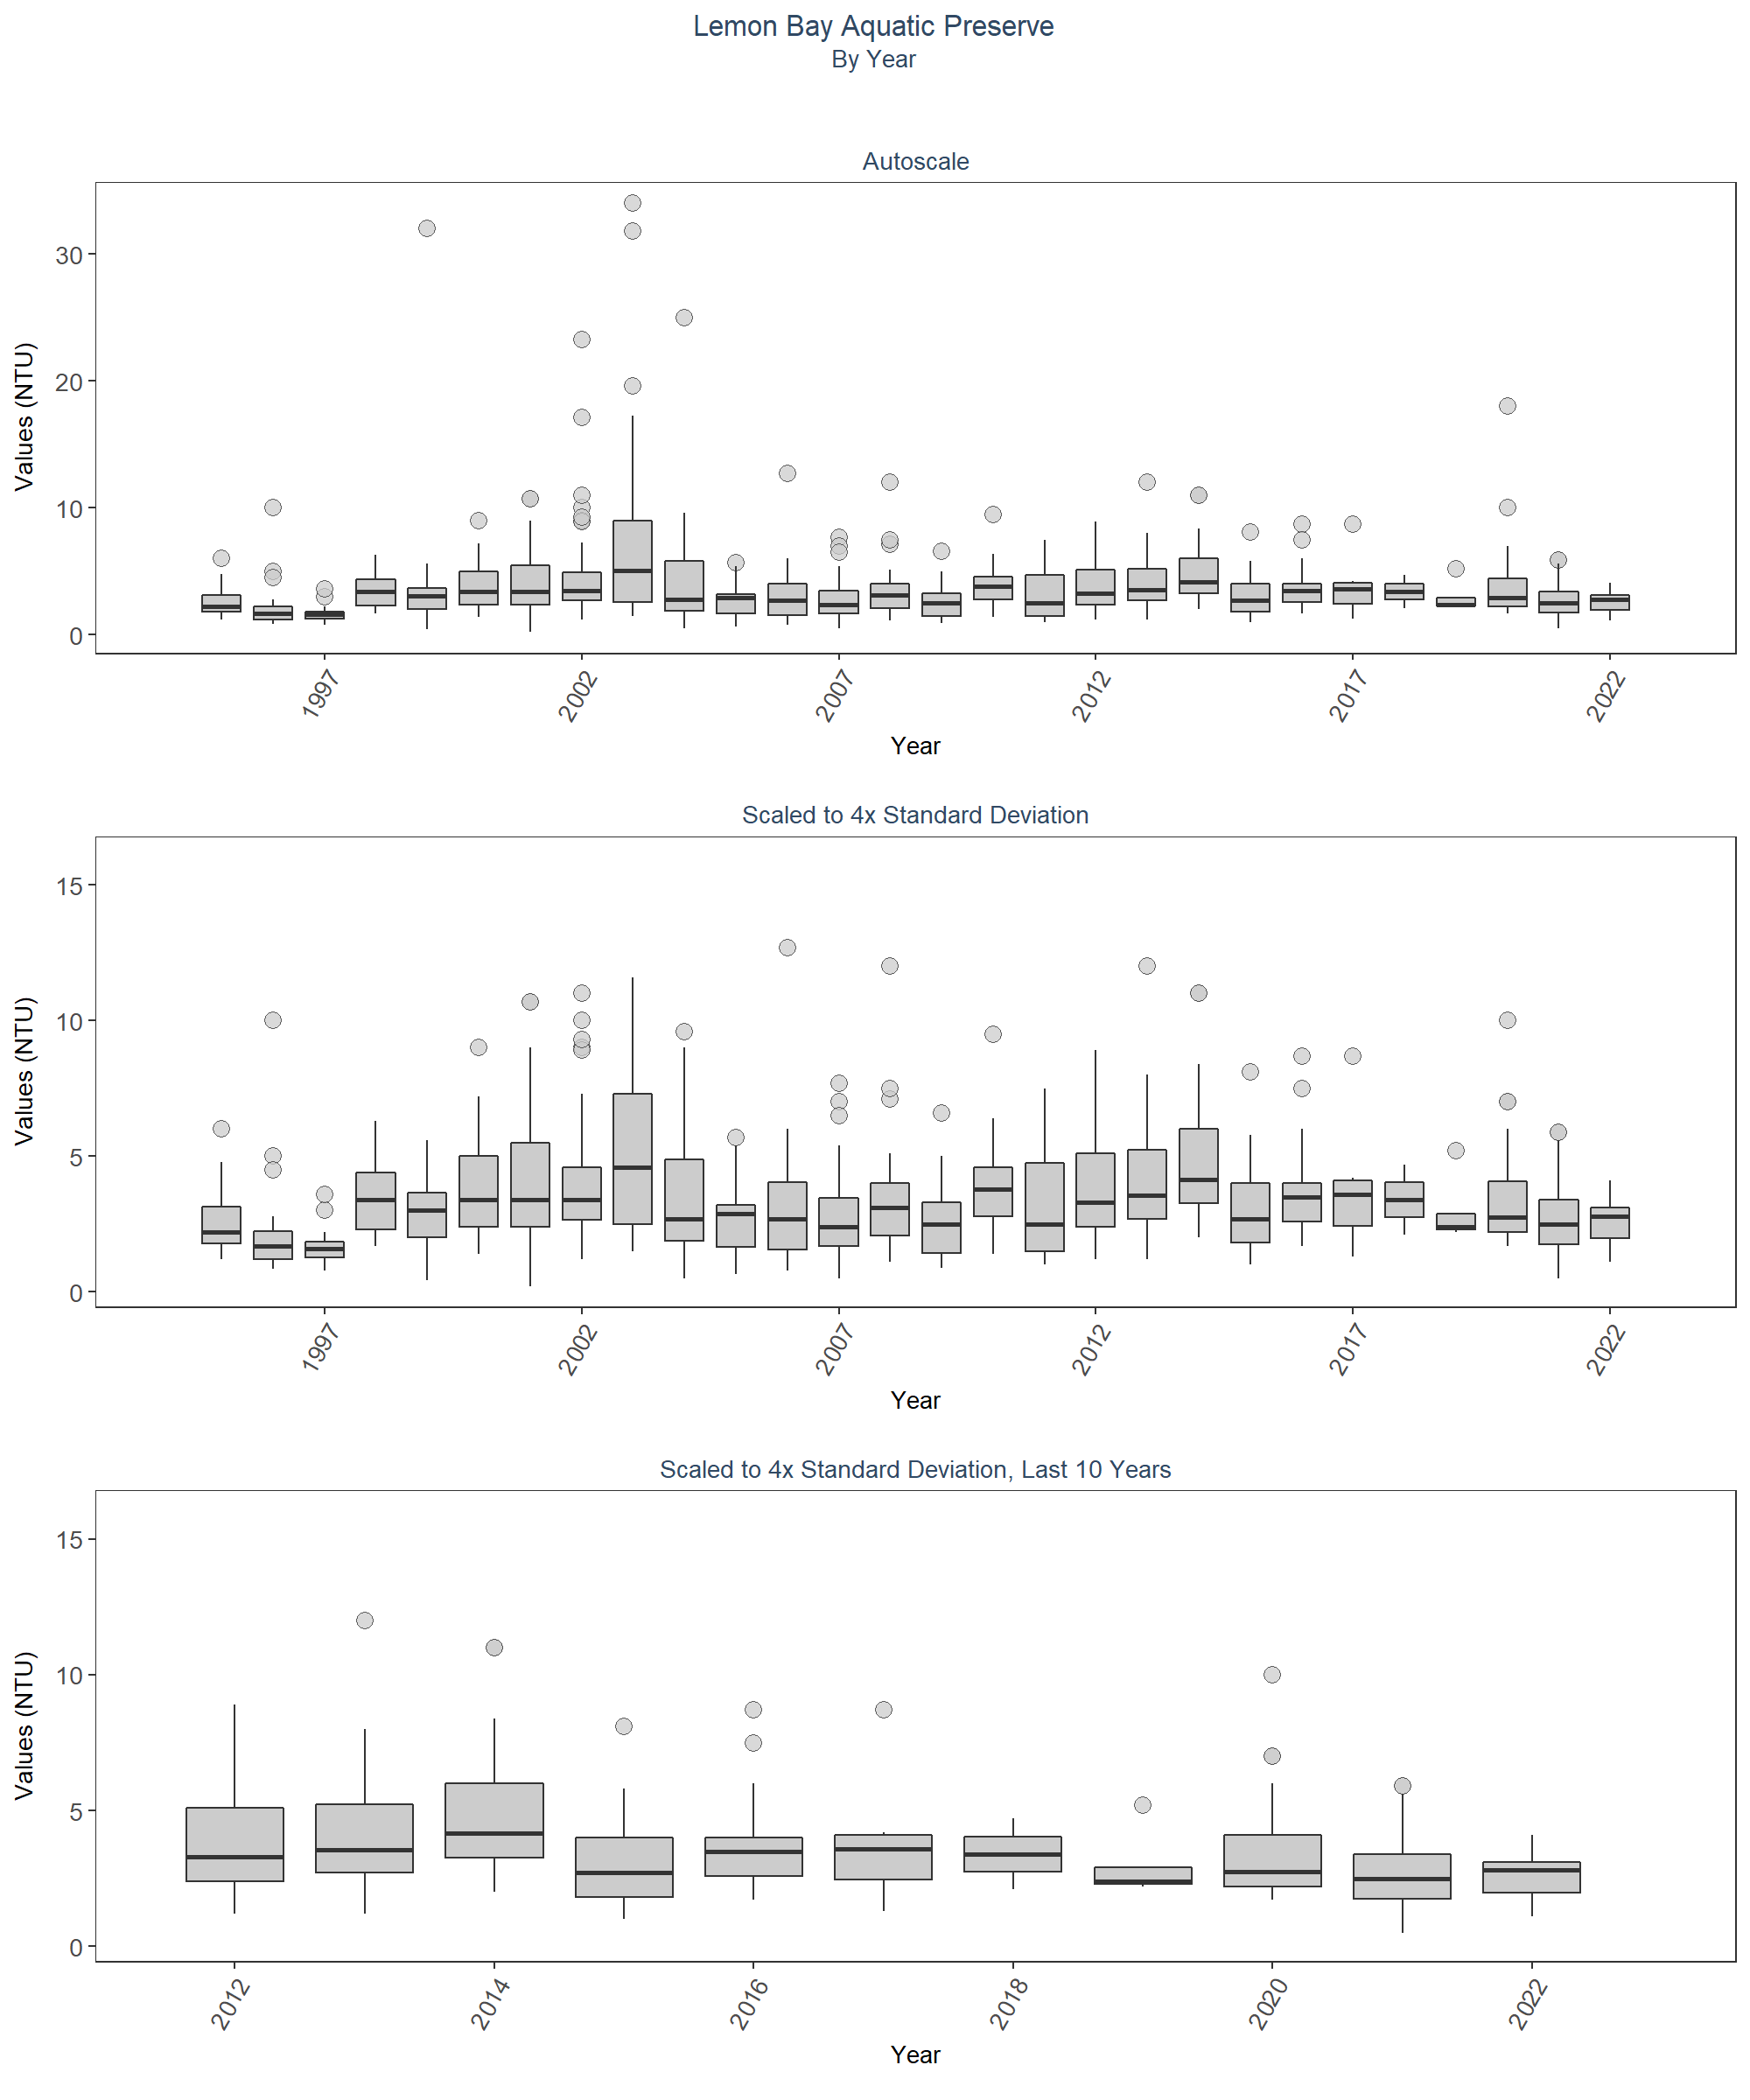 Lemon Bay Aquatic Preserve
By Year
Autoscale
Values (NTU)
30
20
10
0
1997
2002
2007
2012
2017
2022
Year
Scaled to 4x Standard Deviation
Values (NTU)
15
10
5
0
1997
2002
2007
2012
2017
2022
Year
Scaled to 4x Standard Deviation, Last 10 Years
Values (NTU)
15
10
5
0
2012
2014
2016
2018
2020
2022
Year